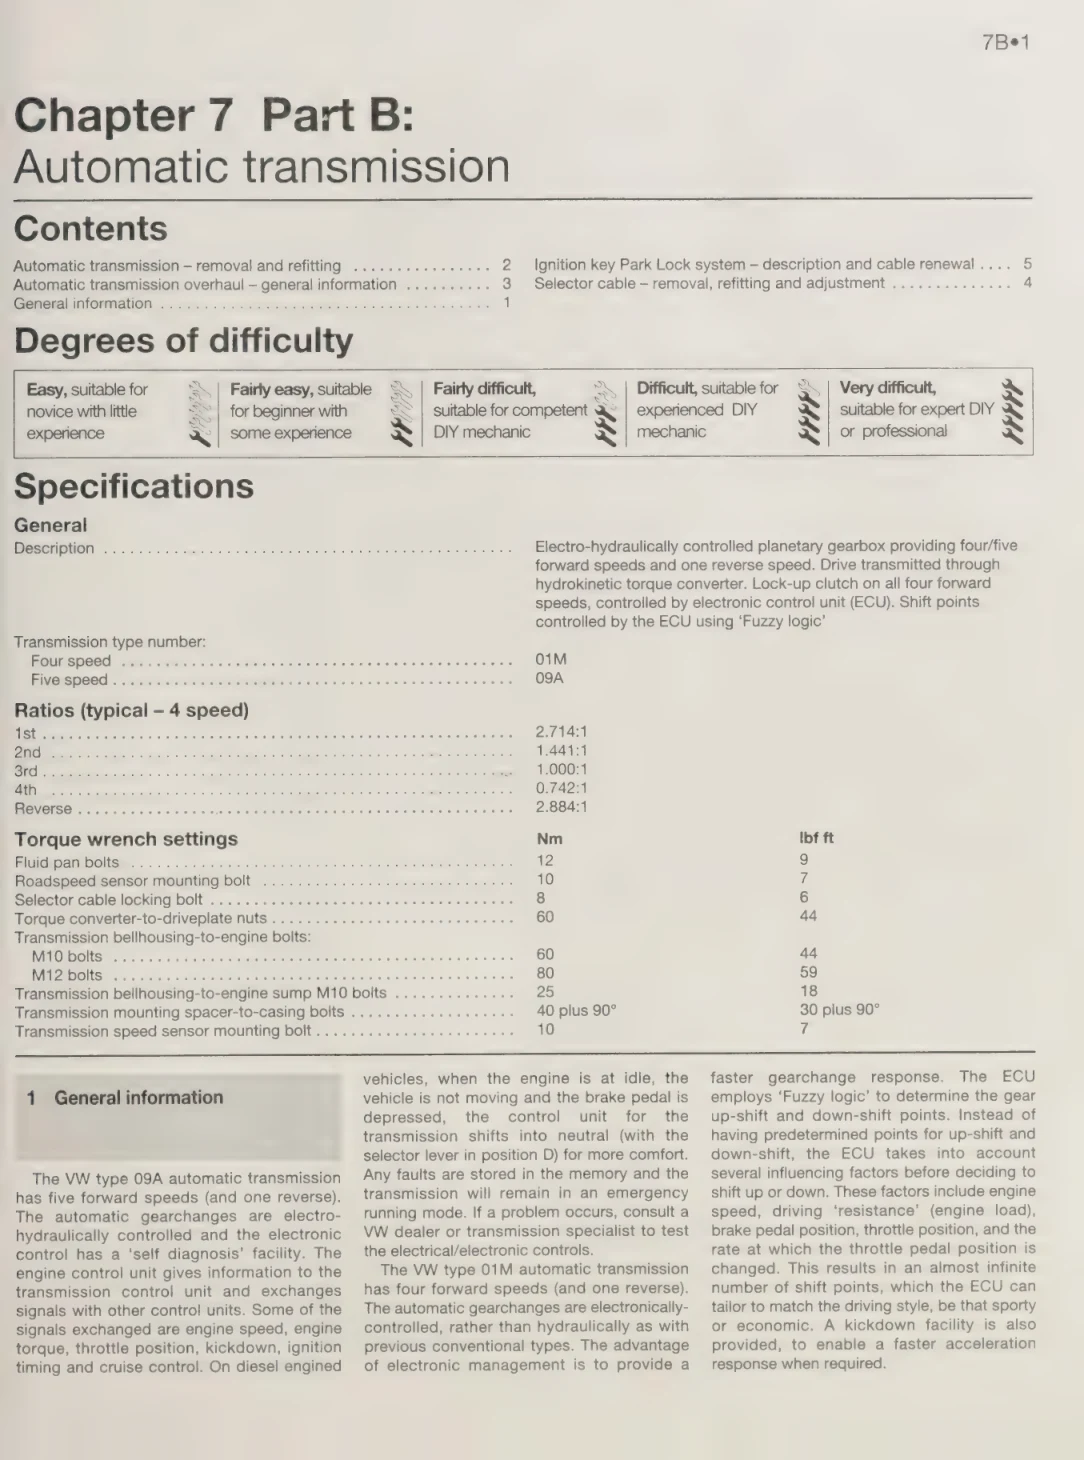 7B•1
Chapter 7 Part B:
Automatic transmission
Contents
Automatic transmission – removal and refitting ................ 2
Automatic transmission overhaul – general information .......... 3
General information ..................................... 1
Ignition key Park Lock system – description and cable renewal .... 5
Selector cable – removal, refitting and adjustment .............. 4
Degrees of difficulty
Easy, suitable for
novice with little
experience
Fairly easy, suitable
for beginner with
some experience
Fairly difficult,
suitable for competent
DIY mechanic
Difficult, suitable for
experienced DIY
mechanic
Very difficult,
suitable for expert DIY
or professional
Specifications
General
Description ............................................... Electro-hydraulically controlled planetary gearbox providing four/five
forward speeds and one reverse speed. Drive transmitted through
hydrokinetic torque converter. Lock-up clutch on all four forward
speeds, controlled by electronic control unit (ECU). Shift points
controlled by the ECU using ‘Fuzzy logic’
Transmission type number:
Four speed ............................................. 01M
Five speed .............................................. 09A
Ratios (typical – 4 speed)
1st ...................................................... 2.714:1
2nd ..................................................... 1.441:1
3rd ...................................................... 1.000:1
4th ..................................................... 0.742:1
Reverse .................................................. 2.884:1
Torque wrench settings Nm lbf ft
Fluid pan bolts ............................................ 12 9
Roadspeed sensor mounting bolt ............................. 10 7
Selector cable locking bolt ................................... 8 6
Torque converter-to-driveplate nuts ............................ 60 44
Transmission bellhousing-to-engine bolts:
M10 bolts .............................................. 60 44
M12 bolts .............................................. 80 59
Transmission bellhousing-to-engine sump M10 bolts .............. 25 18
Transmission mounting spacer-to-casing bolts ................... 40 plus 90° 30 plus 90°
Transmission speed sensor mounting bolt ....................... 10 7
1 General information
The VW type 09A automatic transmission
has five forward speeds (and one reverse).
The automatic gearchanges are electro-
hydraulically controlled and the electronic
control has a ‘self diagnosis’ facility. The
engine control unit gives information to the
transmission control unit and exchanges
signals with other control units. Some of the
signals exchanged are engine speed, engine
torque, throttle position, kickdown, ignition
timing and cruise control. On diesel engined
vehicles, when the engine is at idle, the
vehicle is not moving and the brake pedal is
depressed, the control unit for the
transmission shifts into neutral (with the
selector lever in position D) for more comfort.
Any faults are stored in the memory and the
transmission will remain in an emergency
running mode. If a problem occurs, consult a
VW dealer or transmission specialist to test
the electrical/electronic controls.
The VW type 01M automatic transmission
has four forward speeds (and one reverse).
The automatic gearchanges are electronically-
controlled, rather than hydraulically as with
previous conventional types. The advantage
of electronic management is to provide a
faster gearchange response. The ECU
employs ‘Fuzzy logic’ to determine the gear
up-shift and down-shift points. Instead of
having predetermined points for up-shift and
down-shift, the ECU takes into account
several influencing factors before deciding to
shift up or down. These factors include engine
speed, driving ‘resistance’ (engine load),
brake pedal position, throttle position, and the
rate at which the throttle pedal position is
changed. This results in an almost infinite
number of shift points, which the ECU can
tailor to match the driving style, be that sporty
or economic. A kickdown facility is also
provided, to enable a faster acceleration
response when required.